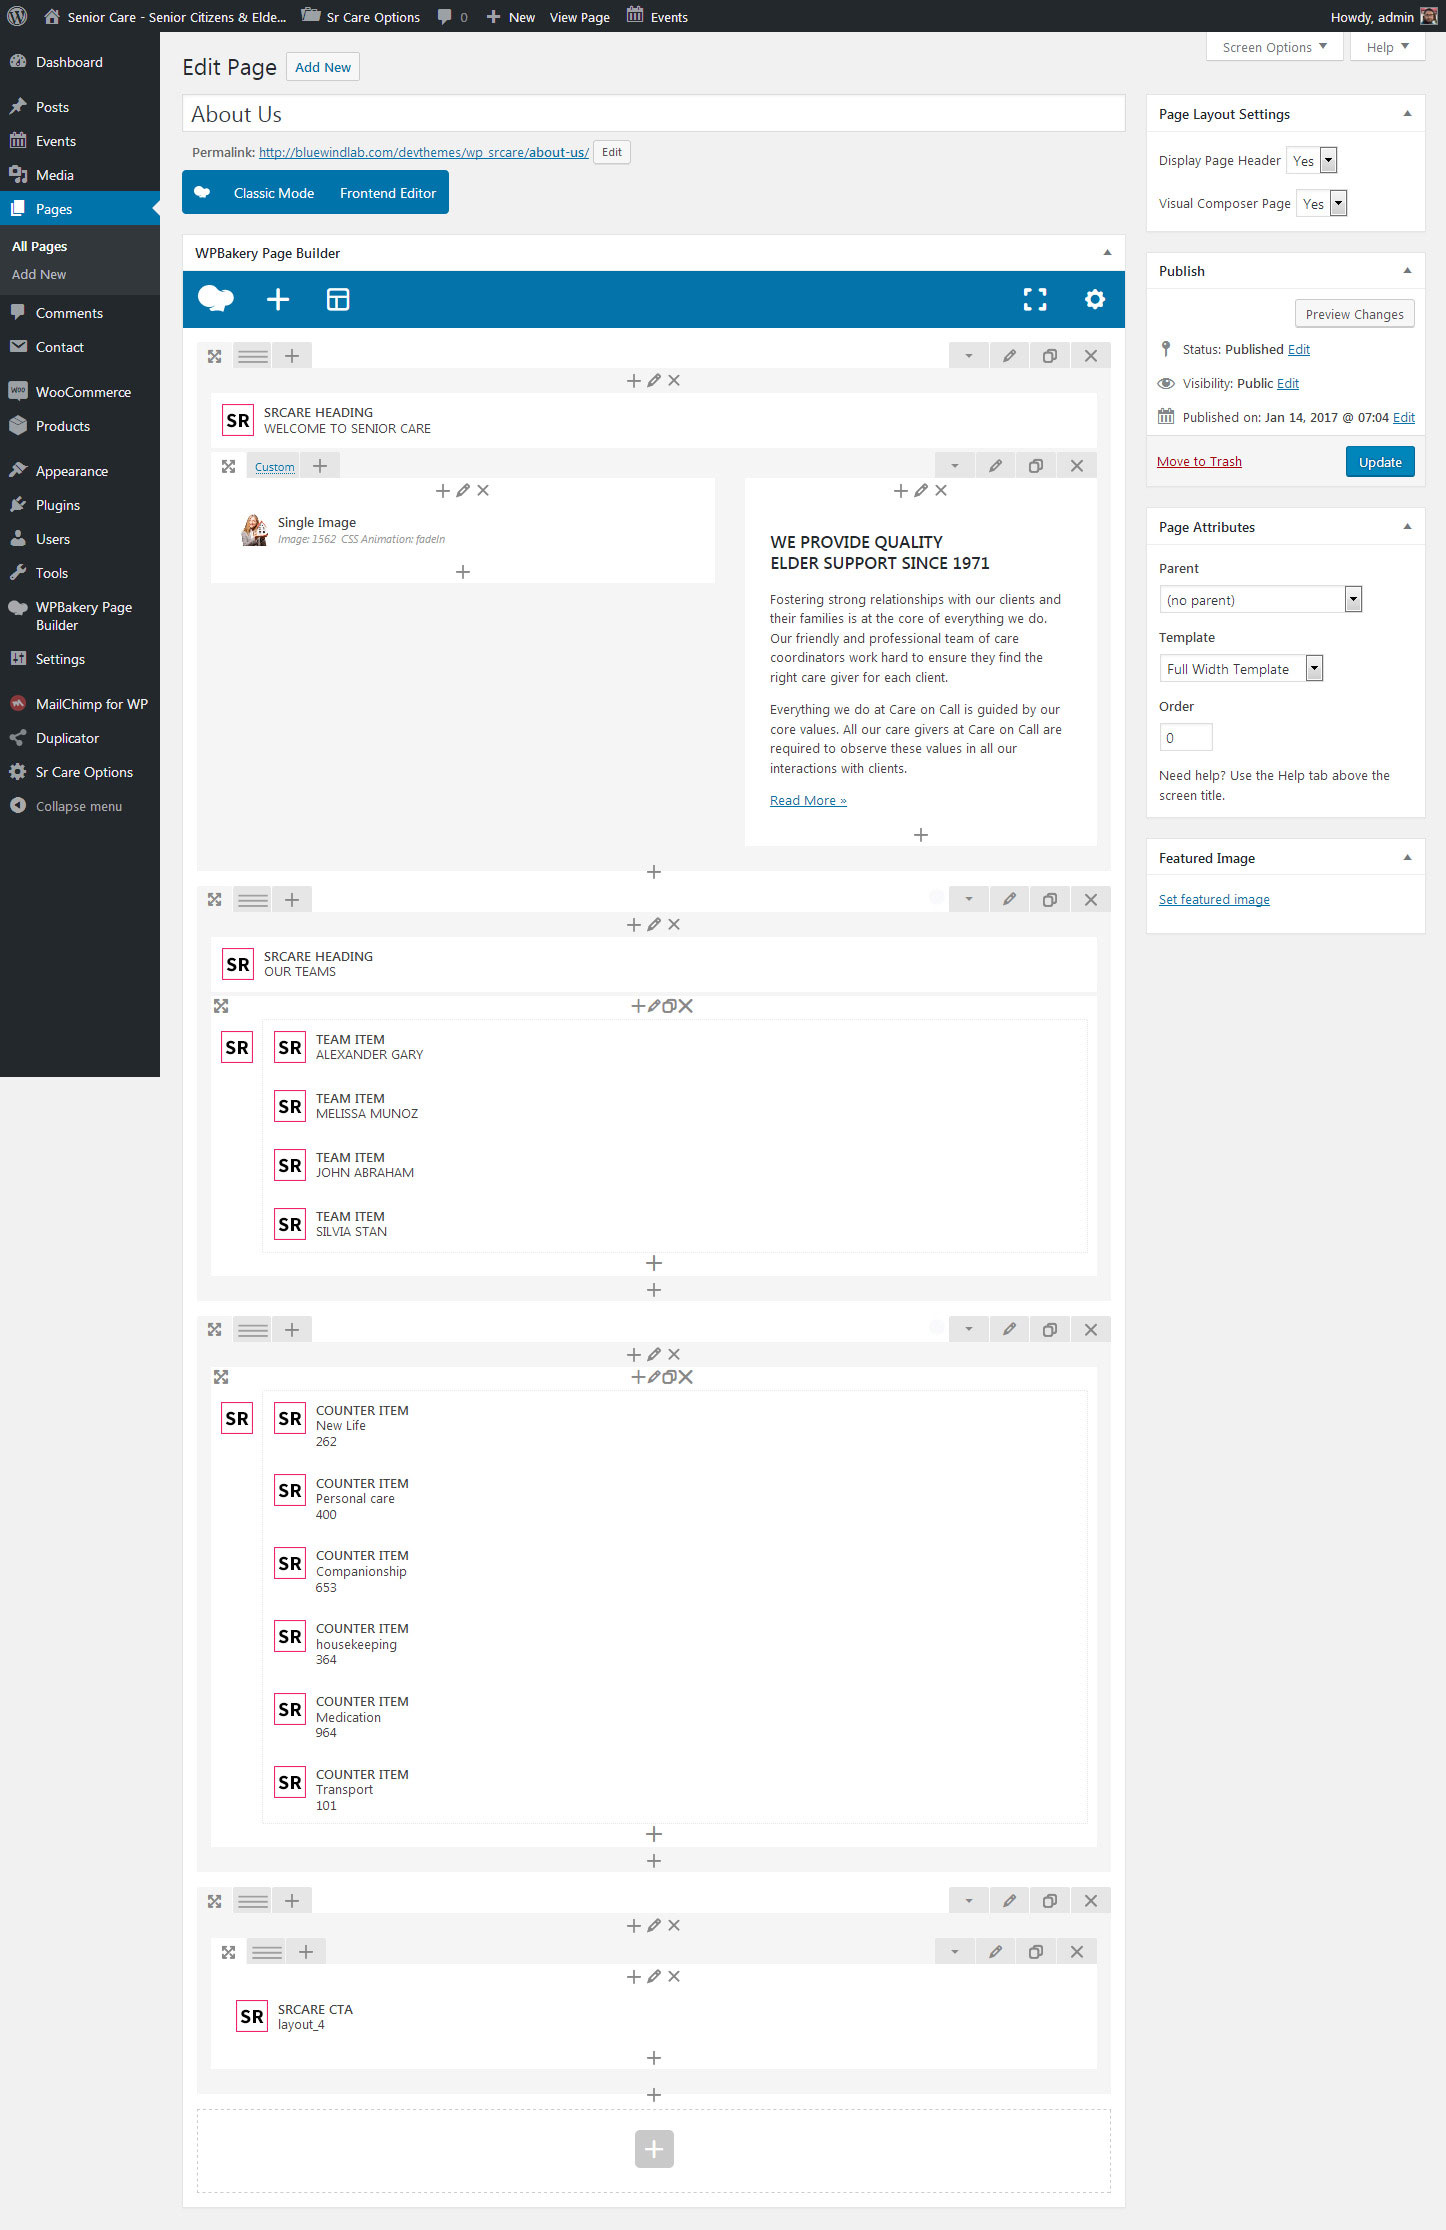 Senior Care - Senior Citizens & Elde...
Sr Care Options
0
New
View Page
Events
Howdy, admin
Dashboard
Posts
Events
Media
Pages
All Pages
Add New
Comments
Contact
WooCommerce
Products
Appearance
Plugins
Users
Tools
WPBakery Page
Builder
Settings
MailChimp for WP
Duplicator
Sr Care Options
Collapse menu
Screen Options
Help
Edit Page
Add New
About Us
Permalink: http://bluewindlab.com/devthemes/wp_srcare/about-us/ Edit
Classic Mode
Frontend Editor
WPBakery Page Builder
SR
SRCARE HEADING
WELCOME TO SENIOR CARE
Custom
Single Image
Image: 1562 CSS Animation: fadeIn
WE PROVIDE QUALITY
ELDER SUPPORT SINCE 1971
Fostering strong relationships with our clients and
their families is at the core of everything we do.
Our friendly and professional team of care
coordinators work hard to ensure they find the
right care giver for each client.
Everything we do at Care on Call is guided by our
core values. All our care givers at Care on Call are
required to observe these values in all our
interactions with clients.
Read More »
SR
SRCARE HEADING
OUR TEAMS
SR
SR
TEAM ITEM
ALEXANDER GARY
SR
TEAM ITEM
MELISSA MUNOZ
SR
TEAM ITEM
JOHN ABRAHAM
SR
TEAM ITEM
SILVIA STAN
SR
SR
COUNTER ITEM
New Life
262
SR
COUNTER ITEM
Personal care
400
SR
COUNTER ITEM
Companionship
653
SR
COUNTER ITEM
housekeeping
364
SR
COUNTER ITEM
Medication
964
SR
COUNTER ITEM
Transport
101
SR
SRCARE CTA
layout_4
Page Layout Settings
Display Page Header Yes
Visual Composer Page Yes
Publish
Preview Changes
Status: Published Edit
Visibility: Public Edit
Published on: Jan 14, 2017 @ 07:04 Edit
Move to Trash
Update
Page Attributes
Parent
(no parent)
Template
Full Width Template
Order
0
Need help? Use the Help tab above the
screen title.
Featured Image
Set featured image